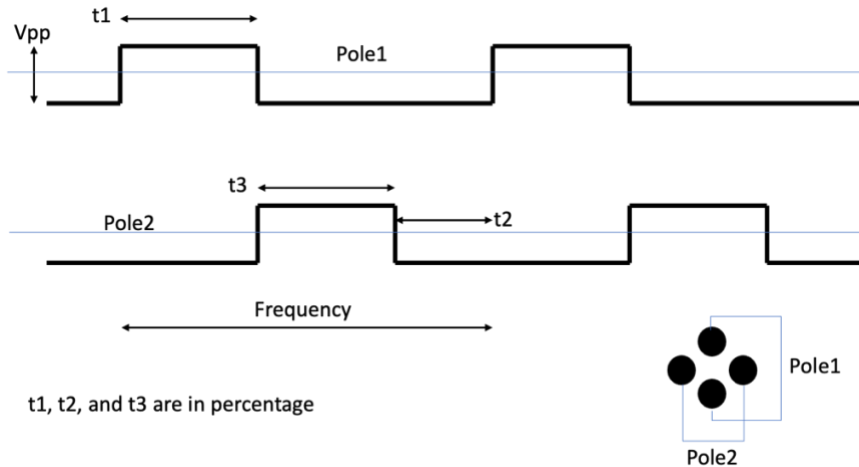 t1
Vpp
Pole1
t3
Pole2
t2
Frequency
Pole1
t1, t2, and t3 are in percentage
Pole2